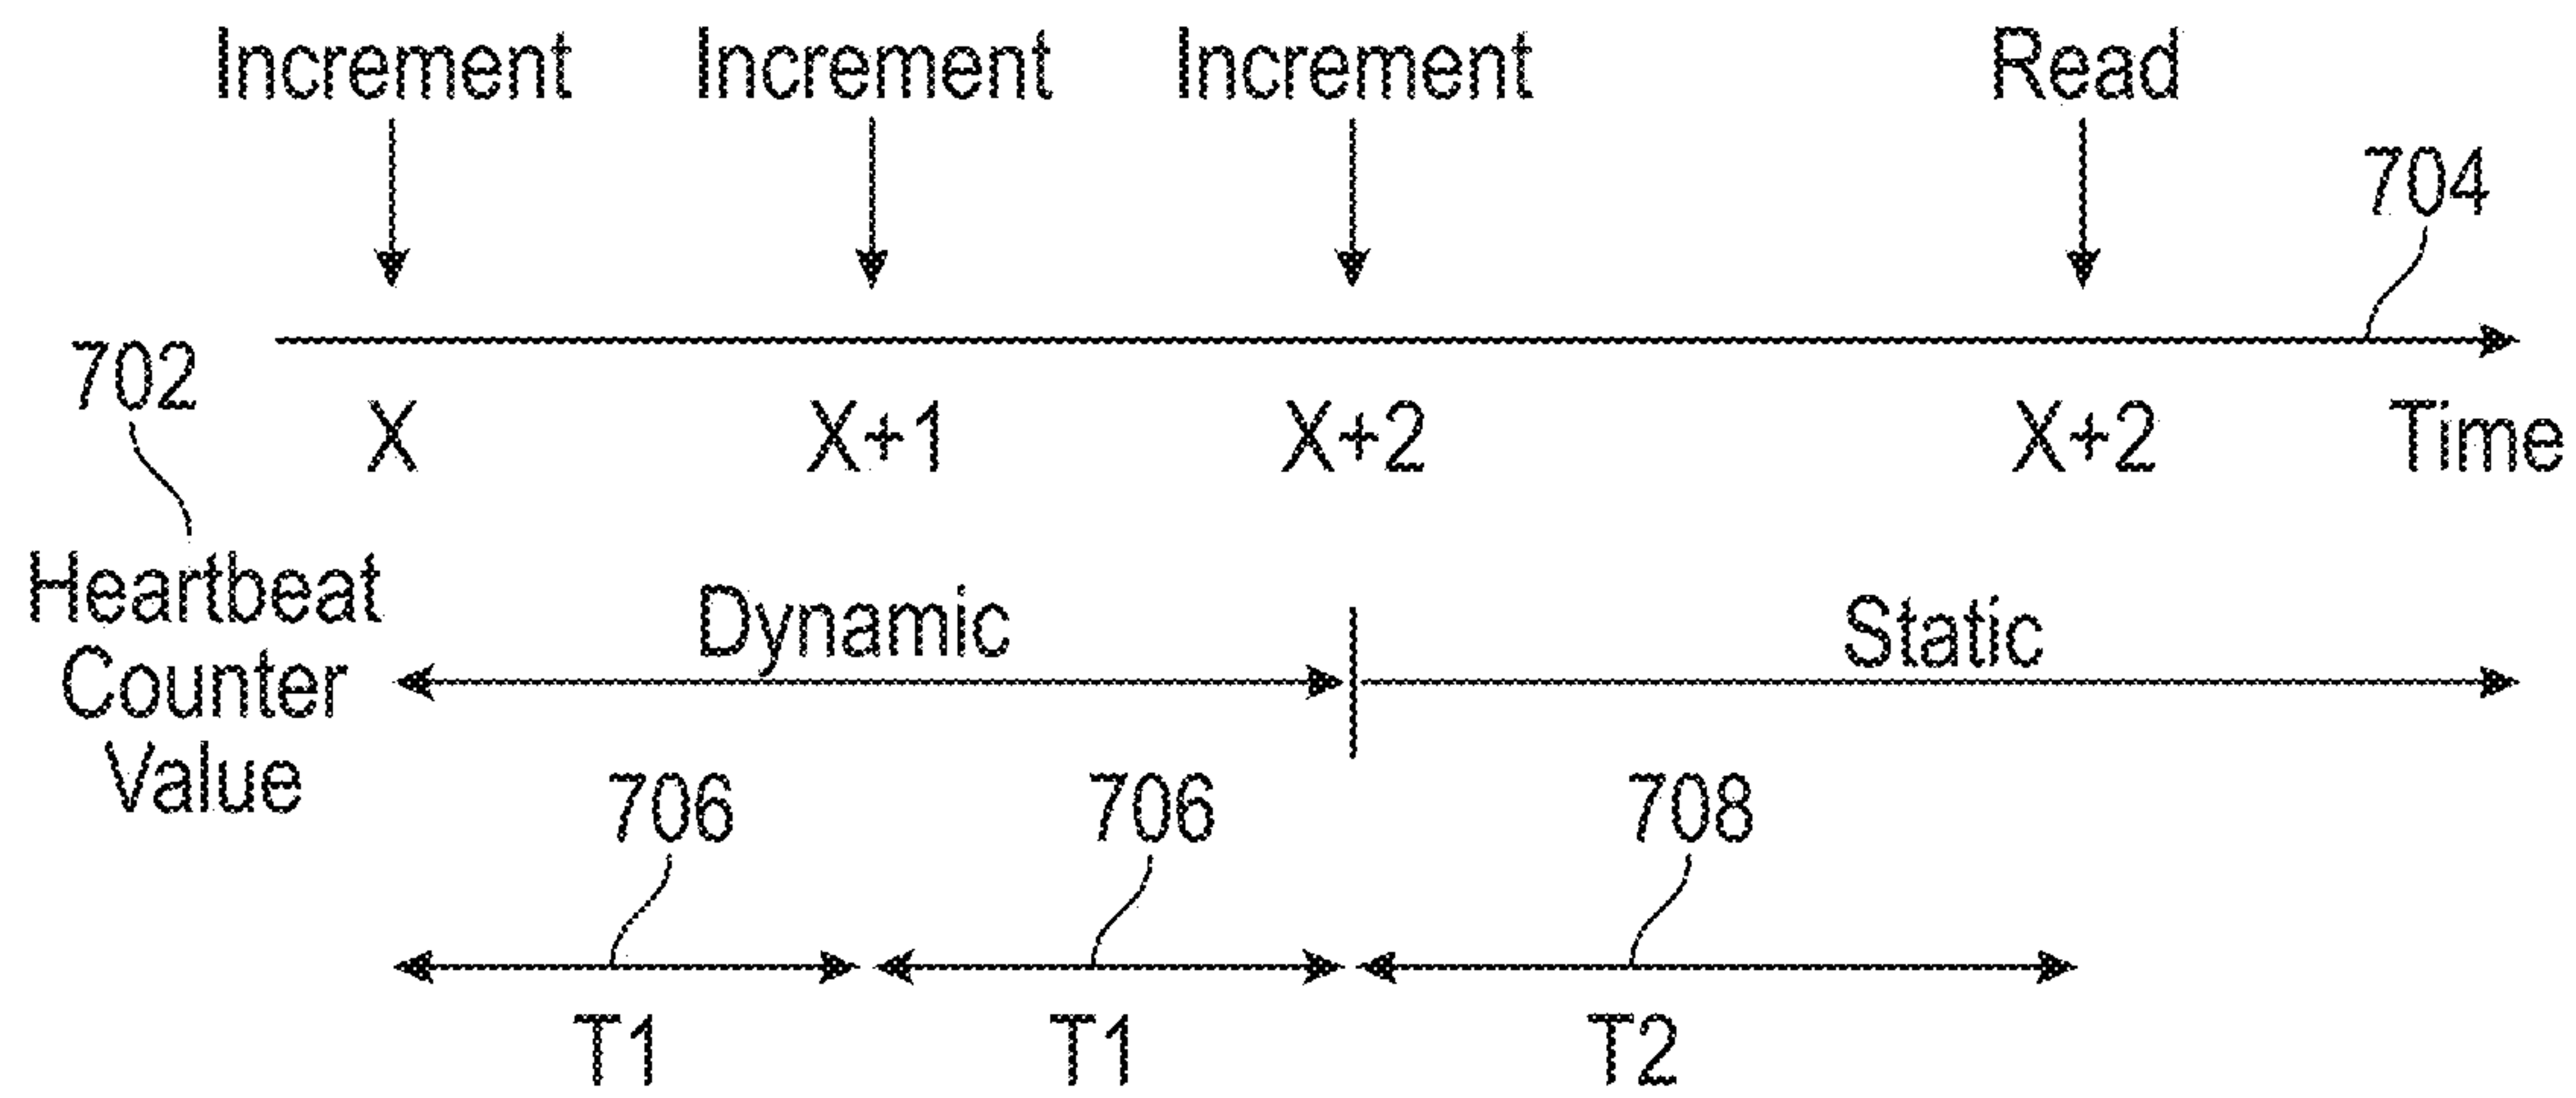 Increment Increment Increment Read
704
702
X X+1 X+2 X+2 Time
Heartbeat
Counter
Value
Dynamic Static
706 706 708
T1 T1 T2